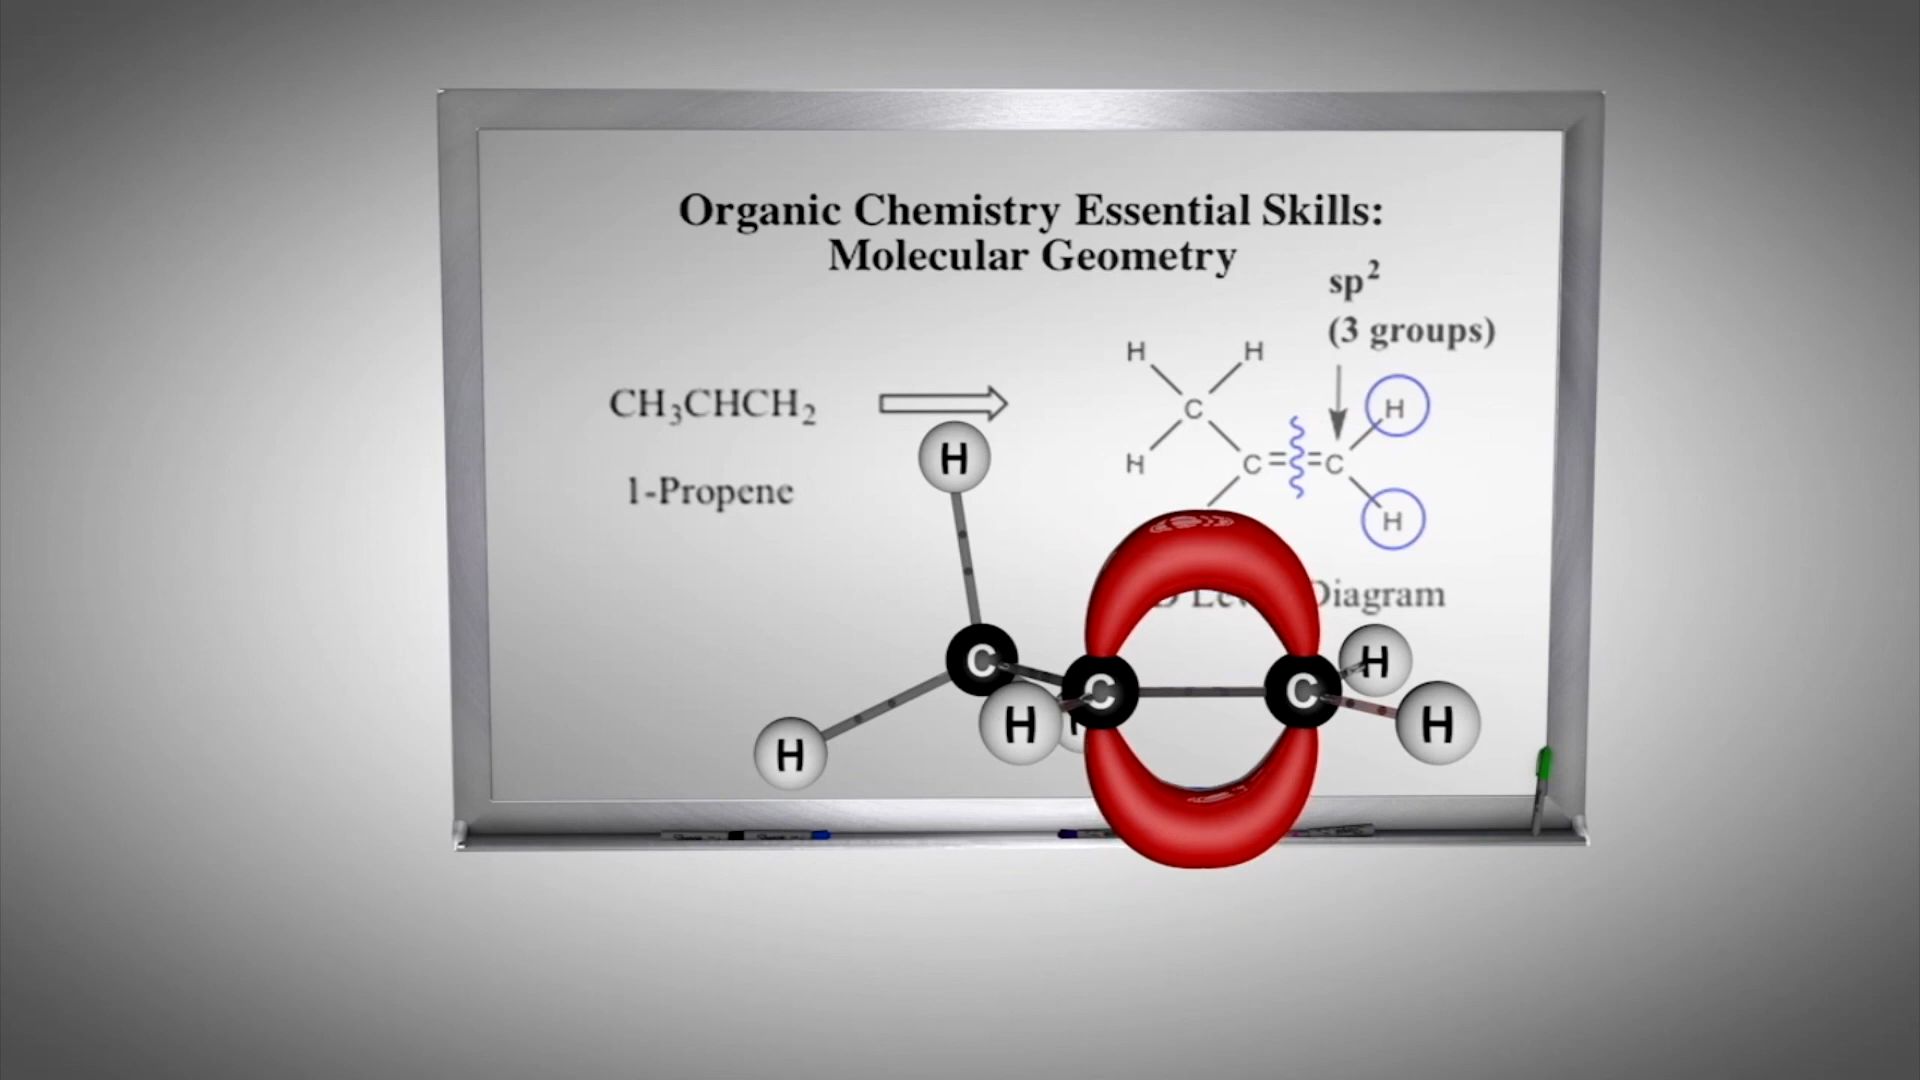 Organic Chemistry Essential Skills:
Molecular Geometry
sp²
(3 groups)
H H
CH₃CHCH₂
C H
H C = = C
1-Propene
H
Diagram
H
C C C H
H H H